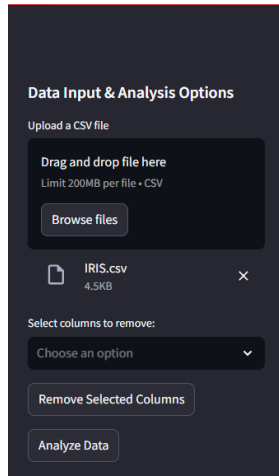 Data Input & Analysis Options
Upload a CSV file
Drag and drop file here
Limit 200MB per file • CSV
Browse files
IRIS.csv
4.5KB
Select columns to remove:
Choose an option
Remove Selected Columns
Analyze Data